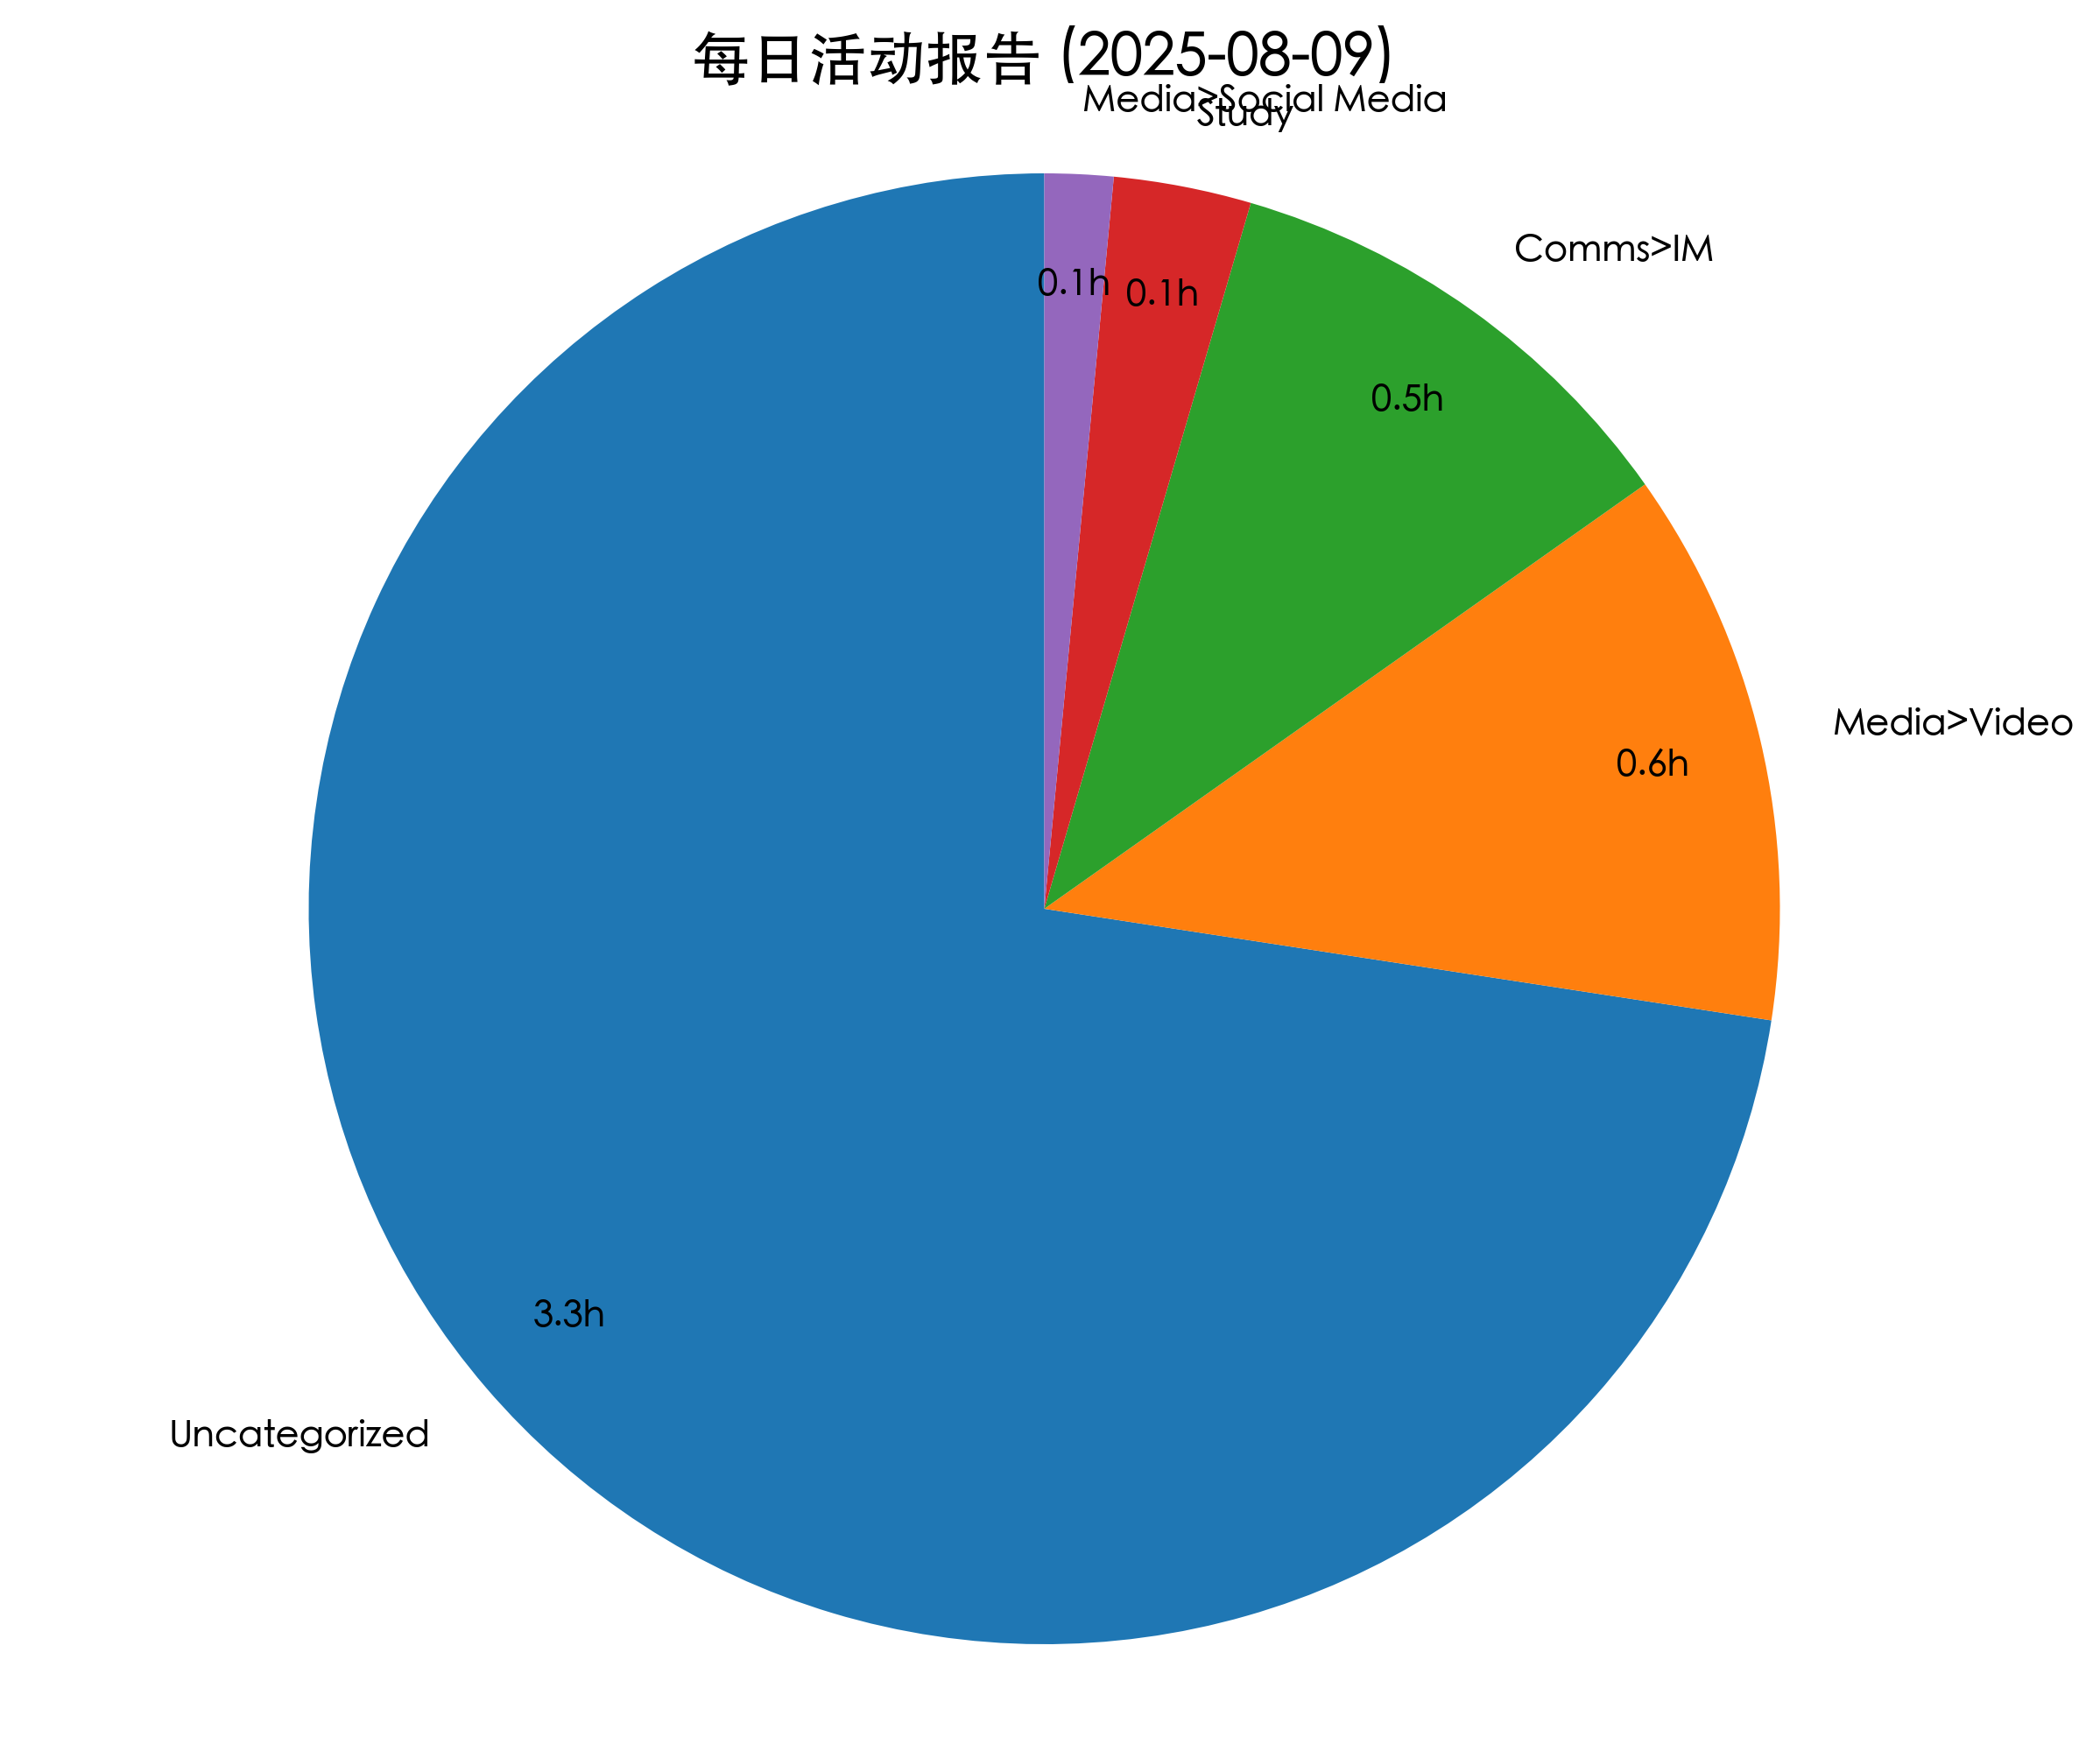 每日活动报告 (2025-08-09)
Media>Social Media
Study
Comms>IM
0.1h
0.1h
0.5h
Media>Video
0.6h
3.3h
Uncategorized